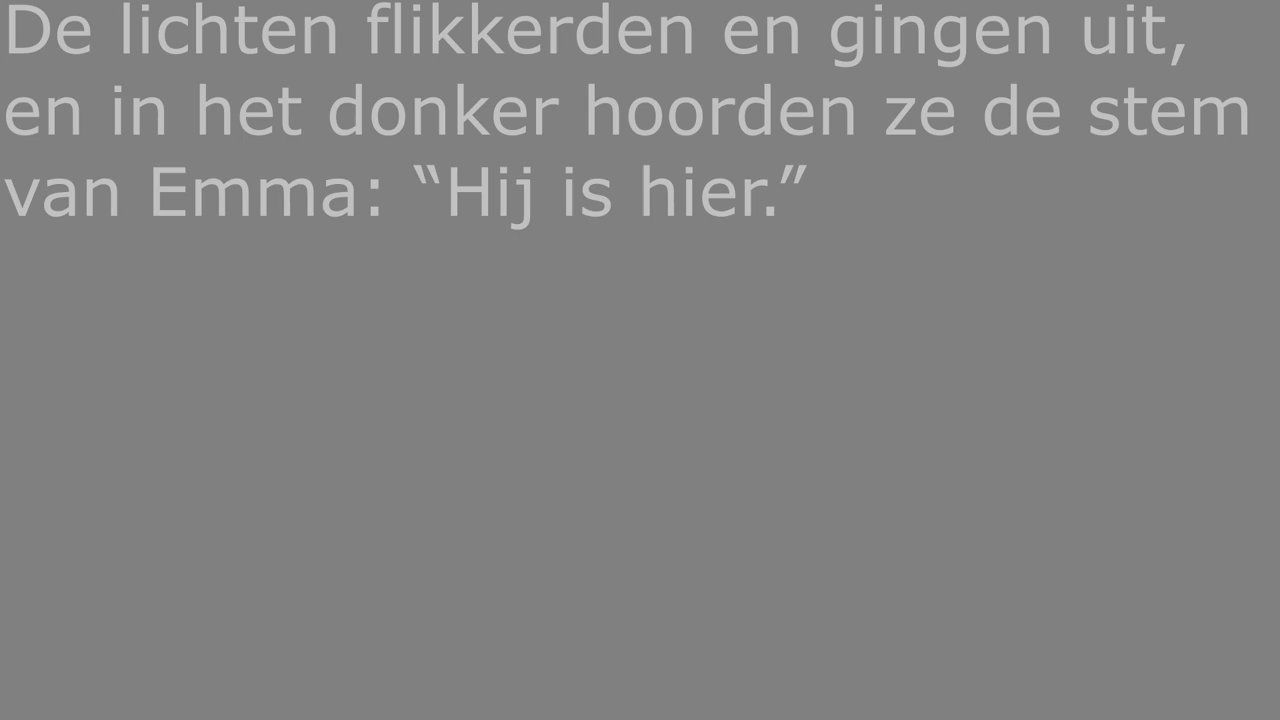 De lichten flikkerden en gingen uit,
en in het donker hoorden ze de stem
van Emma: “Hij is hier.”